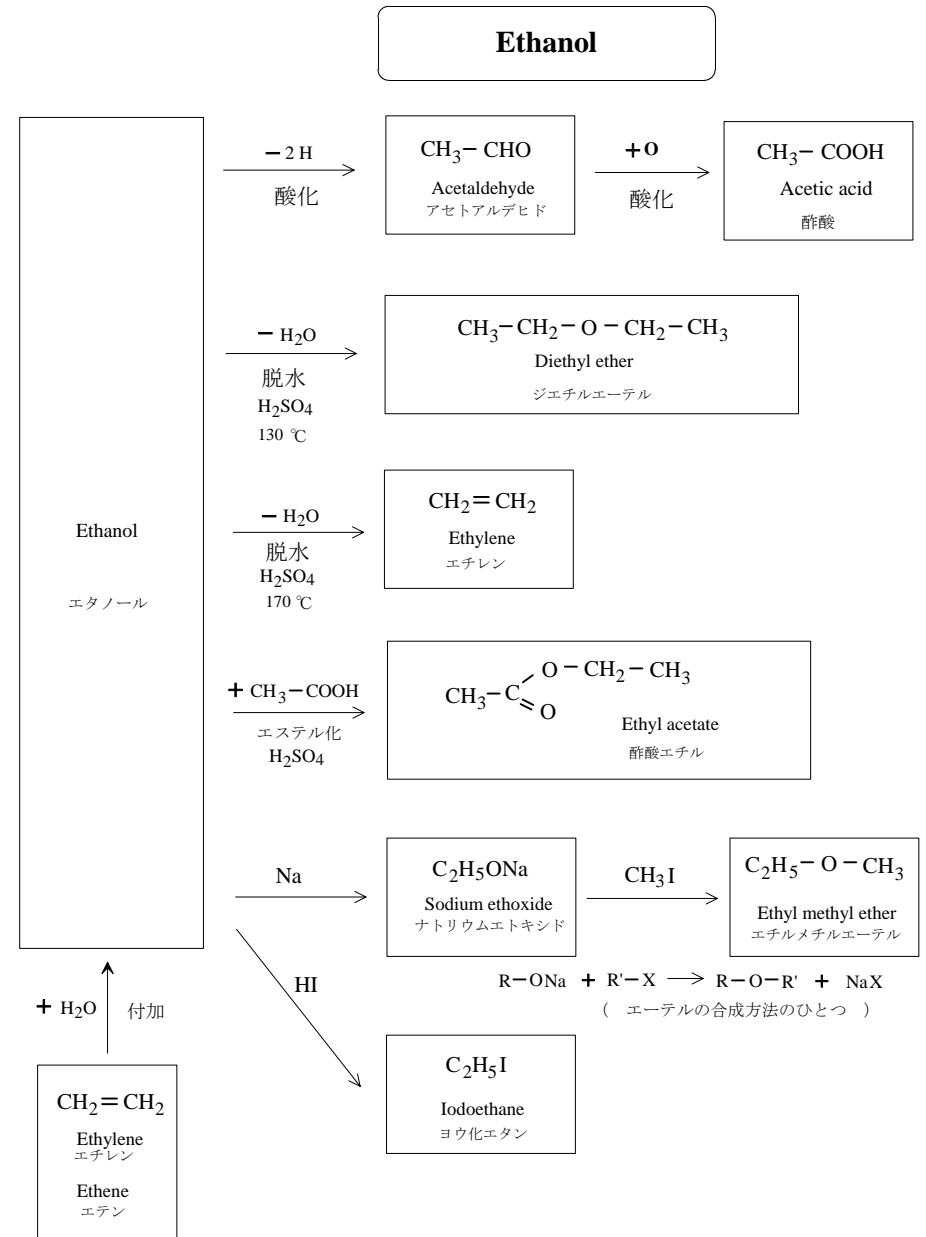 Ethanol
−2H
酸化
CH3−CHO
Acetaldehyde
アセトアルデヒド
+O
酸化
CH3−COOH
Acetic acid
酢酸
−H2O
脱水
H2SO4
130 ℃
CH3−CH2−O−CH2−CH3
Diethyl ether
ジエチルエーテル
Ethanol
エタノール
−H2O
脱水
H2SO4
170 ℃
CH2=CH2
Ethylene
エチレン
+CH3−COOH
エステル化
H2SO4
O−CH2−CH3
CH3−C
O
Ethyl acetate
酢酸エチル
Na
C2H5ONa
Sodium ethoxide
ナトリウムエトキシド
CH3I
C2H5−O−CH3
Ethyl methyl ether
エチルメチルエーテル
R−ONa + R'−X → R−O−R' + NaX
( エーテルの合成方法のひとつ )
HI
C2H5I
Iodoethane
ヨウ化エタン
+ H2O 付加
CH2=CH2
Ethylene
エチレン
Ethene
エテン